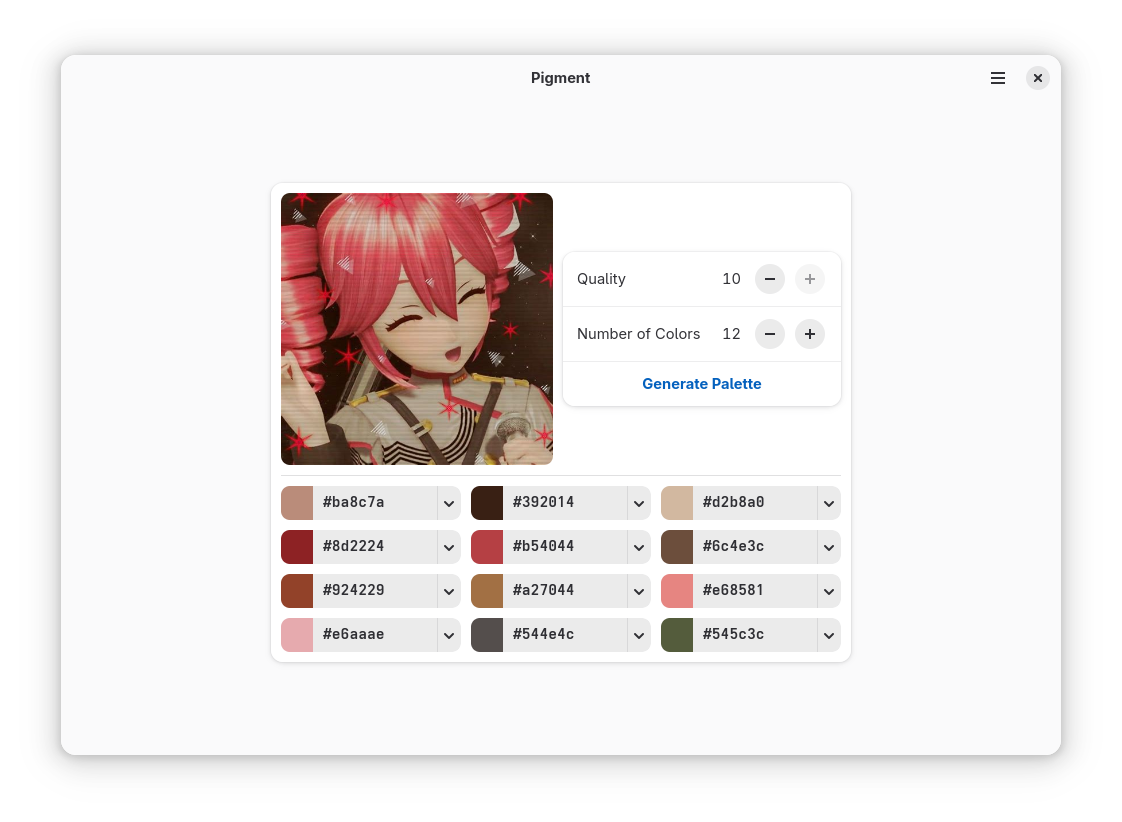 Pigment
Quality 10
Number of Colors 12
Generate Palette
#ba8c7a #392014 #d2b8a0
#8d2224 #b54044 #6c4e3c
#924229 #a27044 #e68581
#e6aaae #544e4c #545c3c